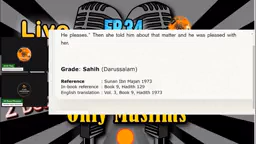 Live
EP 34
He pleases." Then she told him about that matter and he was pleased with
her.
Grade: Sahih (Darussalam)
Reference : Sunan Ibn Majah 1973
In-book reference : Book 9, Hadith 129
English translation : Vol. 3, Book 9, Hadith 1973
Only Muslims